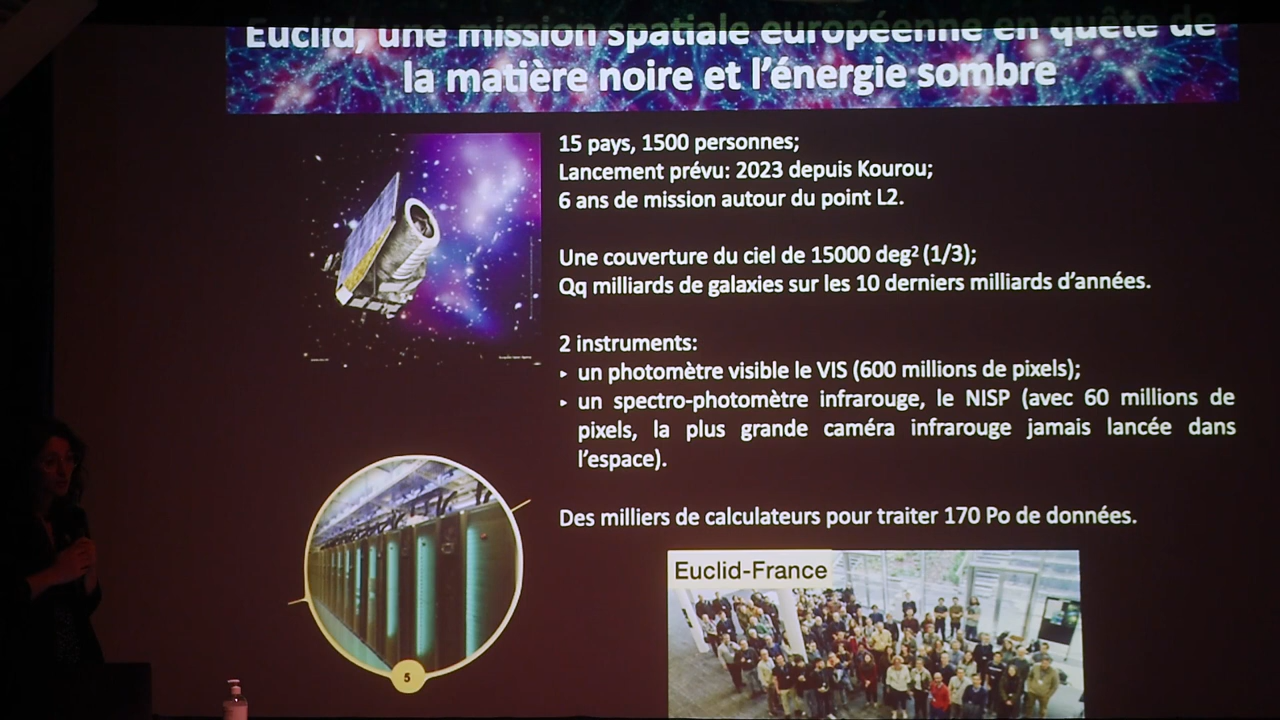 Euclid, une mission spatiale européenne en quête de
la matière noire et l'énergie sombre
15 pays, 1500 personnes;
Lancement prévu: 2023 depuis Kourou;
6 ans de mission autour du point L2.
Une couverture du ciel de 15000 deg² (1/3);
Qq milliards de galaxies sur les 10 derniers milliards d'années.
2 instruments:
‣ un photomètre visible le VIS (600 millions de pixels);
‣ un spectro-photomètre infrarouge, le NISP (avec 60 millions de
pixels, la plus grande caméra infrarouge jamais lancée dans
l'espace).
Des milliers de calculateurs pour traiter 170 Po de données.
Euclid-France
5